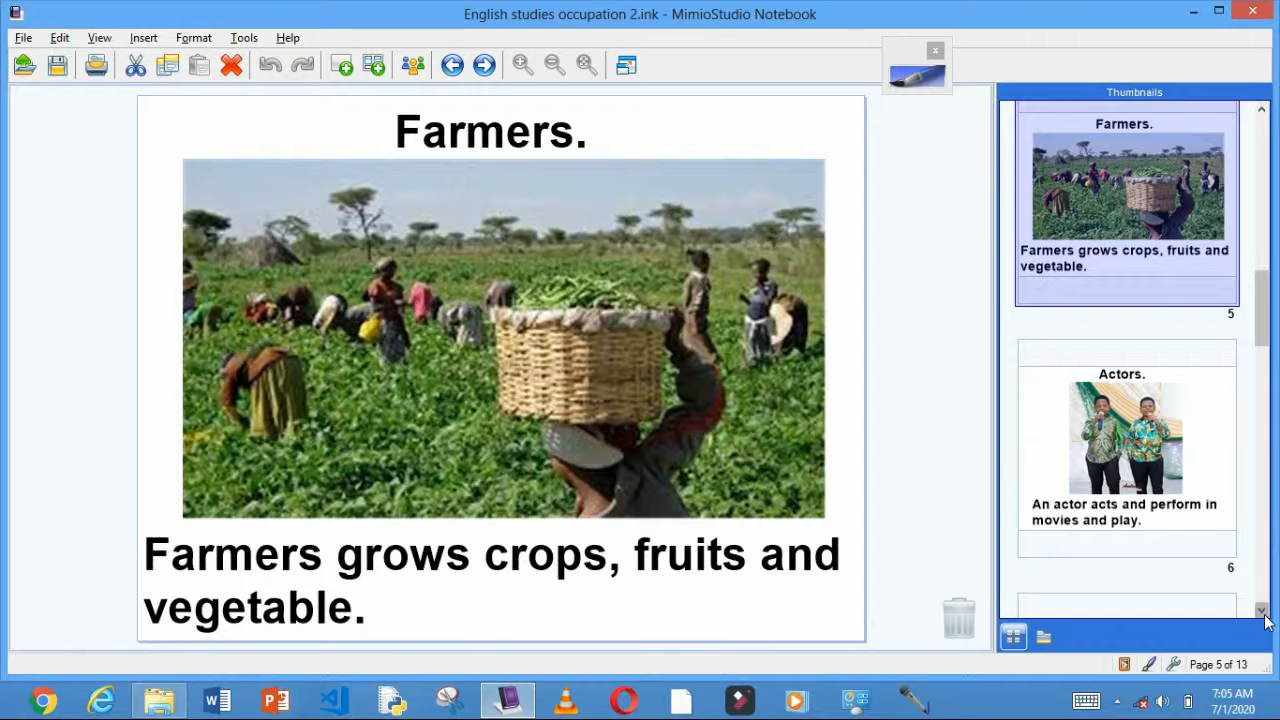 English studies occupation 2.ink - MimioStudio Notebook
File Edit View Insert Format Tools Help
x
Thumbnails
Farmers.
Farmers grows crops, fruits and
vegetable.
Farmers.
Farmers grows crops, fruits and
vegetable.
5
Actors.
An actor acts and perform in
movies and play.
6
Page 5 of 13
7:05 AM
7/1/2020